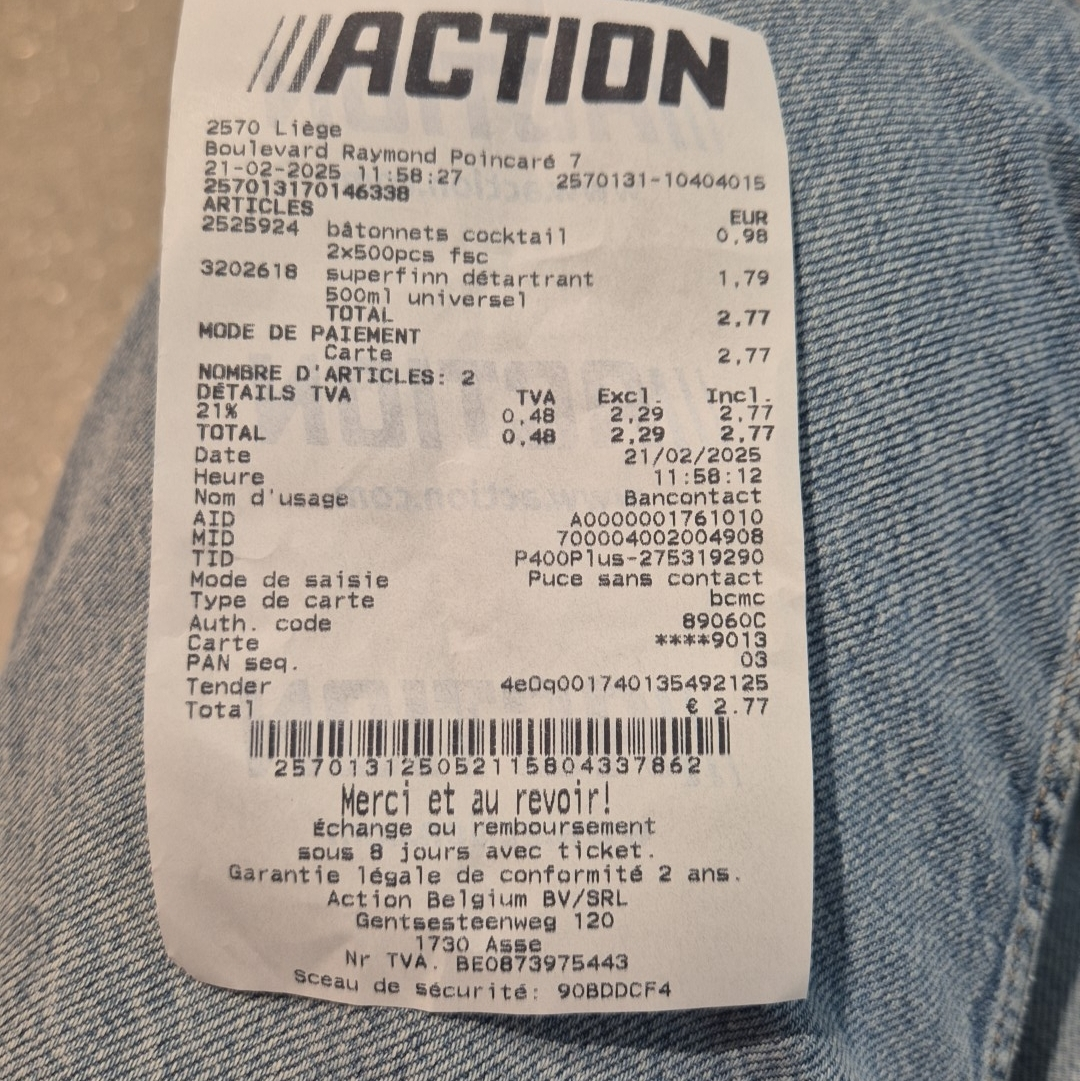 ///ACTION
2570 Liège
Boulevard Raymond Poincaré 7
21-02-2025 11:58:27 2570131-10404015
257013170146338
ARTICLES EUR
2525924 bâtonnets cocktail 0,98
2x500pcs fsc
3202618 superfinn détartrant 1,79
500ml universel
TOTAL 2,77
MODE DE PAIEMENT
Carte 2,77
NOMBRE D'ARTICLES: 2
DÉTAILS TVA TVA Excl. Incl.
21% 0,48 2,29 2,77
TOTAL 0,48 2,29 2,77
Date 21/02/2025
Heure 11:58:12
Nom d'usage Bancontact
AID A0000001761010
MID 700004002004908
TID P400Plus-275319290
Mode de saisie Puce sans contact
Type de carte bcmc
Auth. code 89060C
Carte ****9013
PAN seq. 03
Tender 4e0q001740135492125
Total € 2.77
257013125052115804337862
Merci et au revoir!
Échange ou remboursement
sous 8 jours avec ticket.
Garantie légale de conformité 2 ans.
Action Belgium BV/SRL
Gentsesteenweg 120
1730 Asse
Nr TVA. BE0873975443
Sceau de sécurité: 90BDDCF4